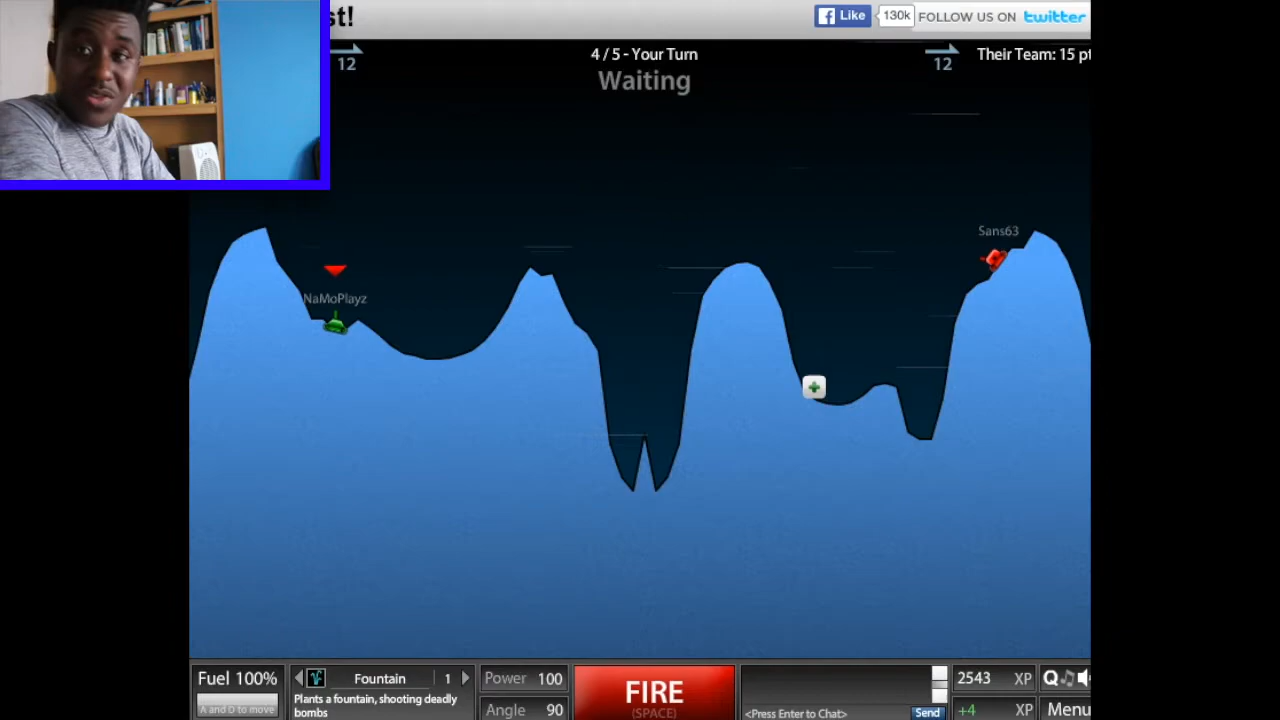 st!
Like 130k FOLLOW US ON twitter
12
4 / 5 - Your Turn
12
Their Team: 15 pt
Waiting
Sans63
NaMoPlayz
Fuel 100%
A and D to move
Fountain 1
Plants a fountain, shooting deadly
bombs
Power 100
Angle 90
FIRE
(SPACE)
<Press Enter to Chat>
Send
2543 XP
+4 XP
Q
Menu